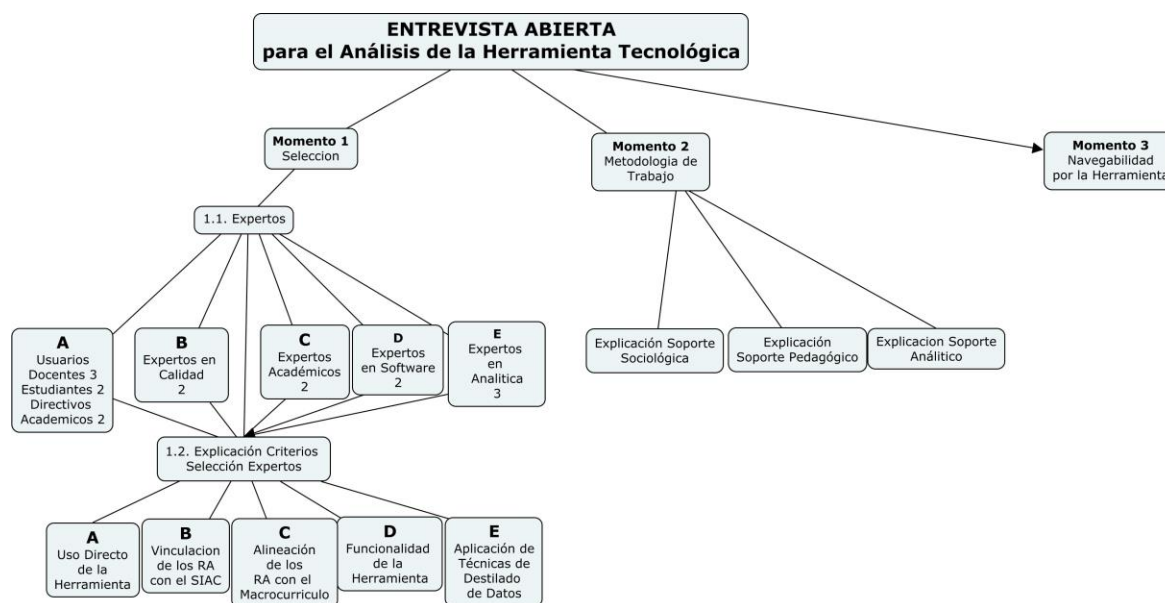 ENTREVISTA ABIERTA
para el Análisis de la Herramienta Tecnológica
Momento 1
Seleccion
Momento 2
Metodologia de
Trabajo
Momento 3
Navegabilidad
por la Herramienta
1.1. Expertos
A
Usuarios
Docentes 3
Estudiantes 2
Directivos
Academicos 2
B
Expertos en
Calidad
2
C
Expertos
Académicos
2
D
Expertos
en Software
2
E
Expertos
en
Analitica
3
Explicación Soporte
Sociológica
Explicación
Soporte Pedagógico
Explicacion Soporte
Análitico
1.2. Explicación Criterios
Selección Expertos
A
Uso Directo
de la
Herramienta
B
Vinculacion
de los RA
con el SIAC
C
Alineación
de los
RA con el
Macrocurriculo
D
Funcionalidad
de la
Herramienta
E
Aplicación de
Técnicas de
Destilado
de Datos